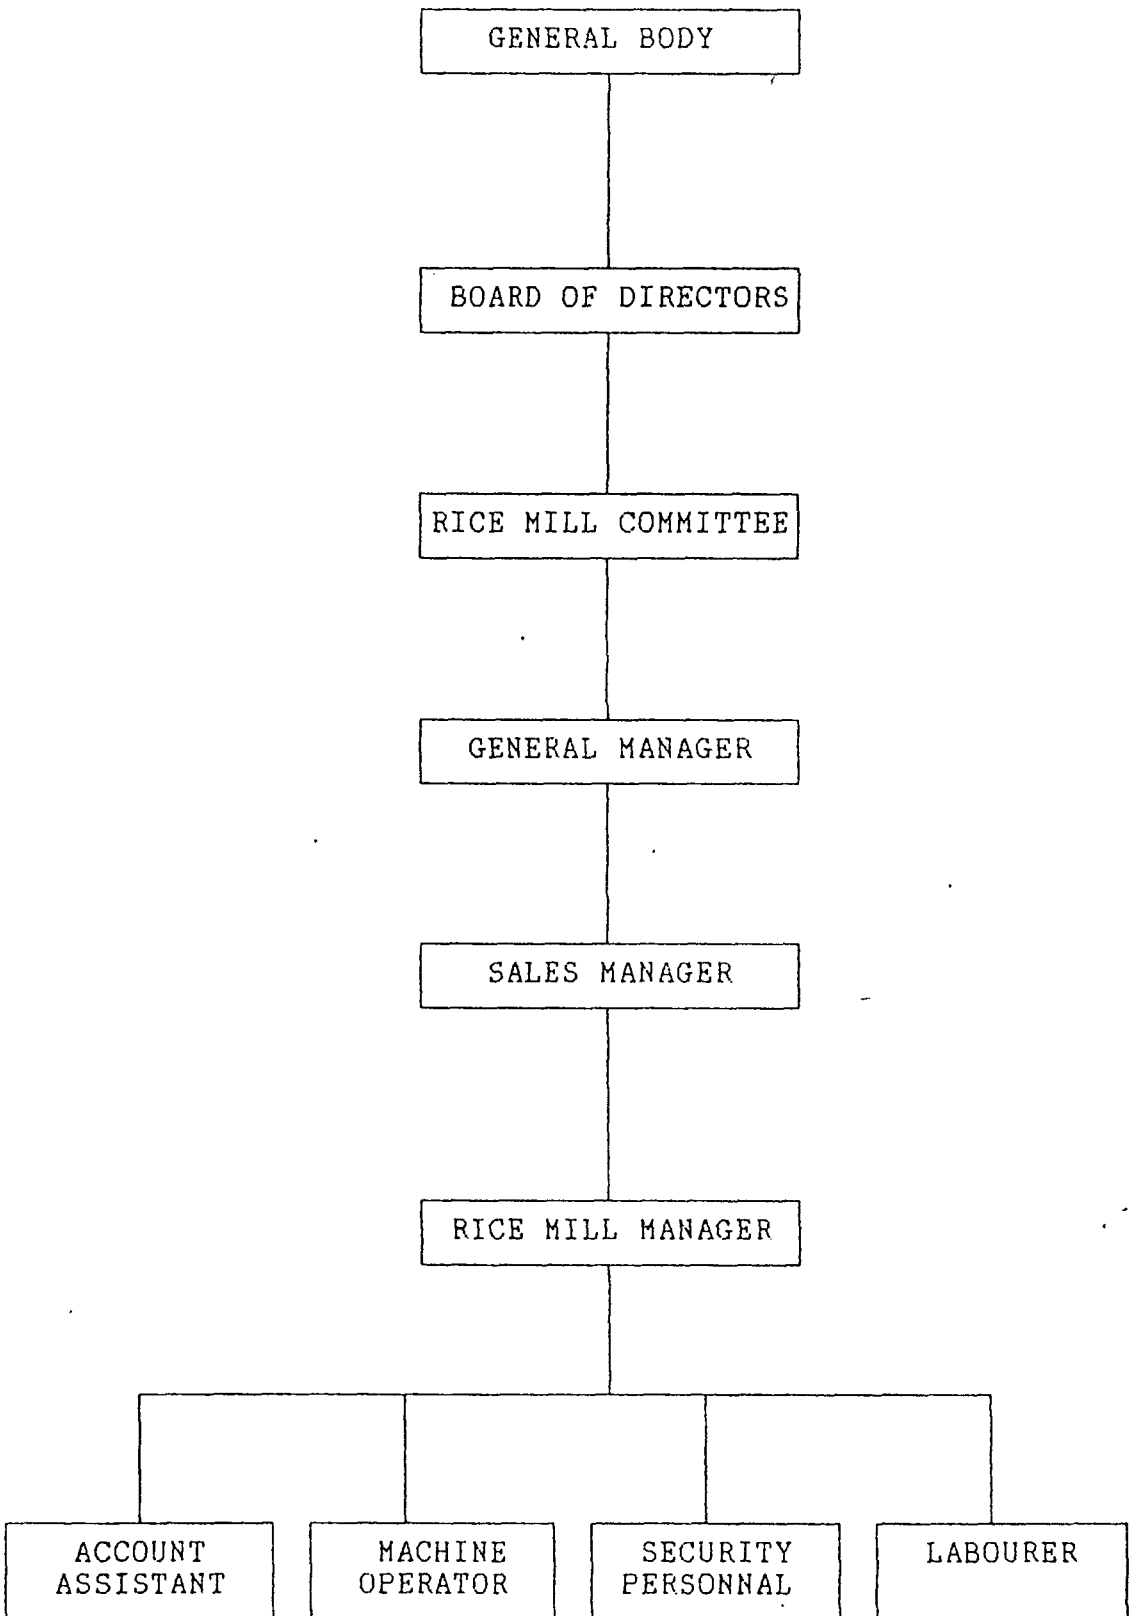 GENERAL BODY
BOARD OF DIRECTORS
RICE MILL COMMITTEE
GENERAL MANAGER
SALES MANAGER
RICE MILL MANAGER
ACCOUNT
ASSISTANT
MACHINE
OPERATOR
SECURITY
PERSONNAL
LABOURER